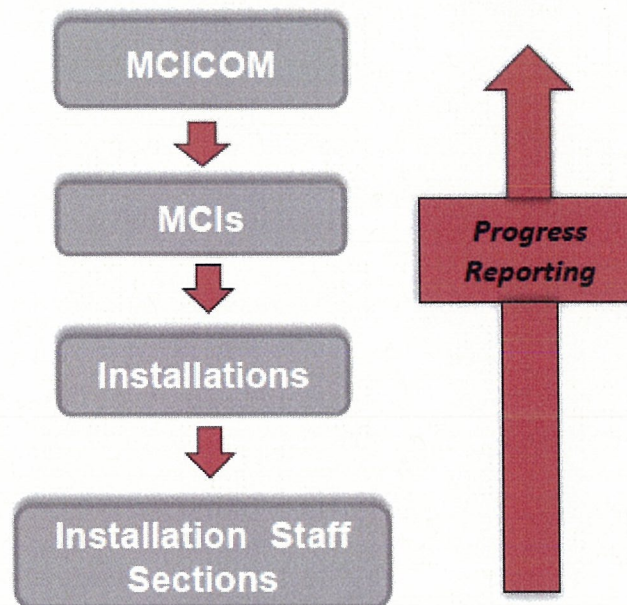 MCICOM
MCIs
Progress
Reporting
Installations
Installation Staff
Sections